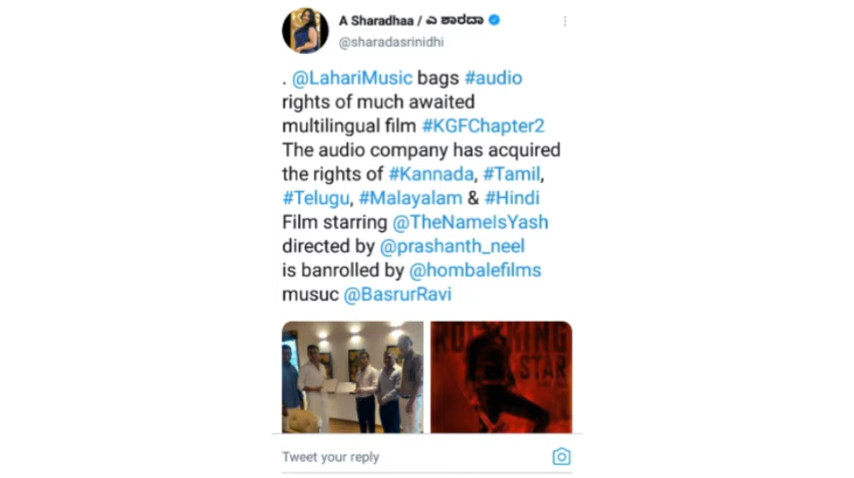 A Sharadhaa / ಎ ಶಾರದಾ
@sharadasrinidhi
. @LahariMusic bags #audio
rights of much awaited
multilingual film #KGFChapter2
The audio company has acquired
the rights of #Kannada, #Tamil,
#Telugu, #Malayalam & #Hindi
Film starring @TheNameIsYash
directed by @prashanth_neel
is banrolled by @hombalefilms
musuc @BasrurRavi
STAR
Tweet your reply